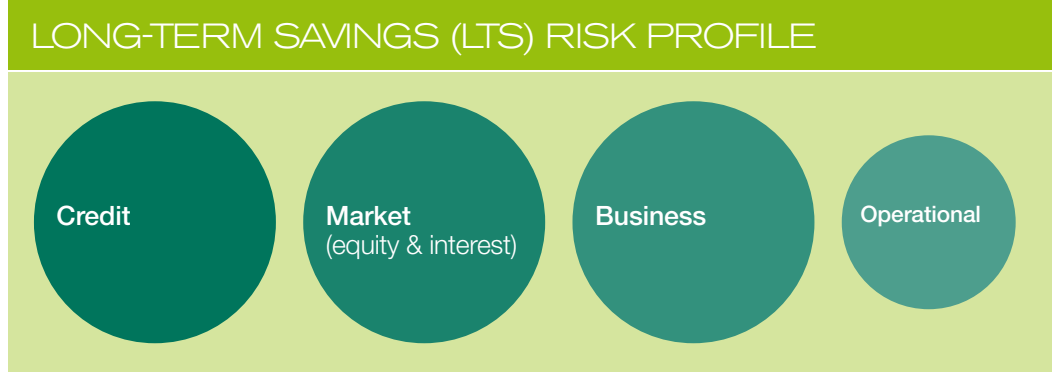 LONG-TERM SAVINGS (LTS) RISK PROFILE
Credit
Market
(equity & interest)
Business
Operational